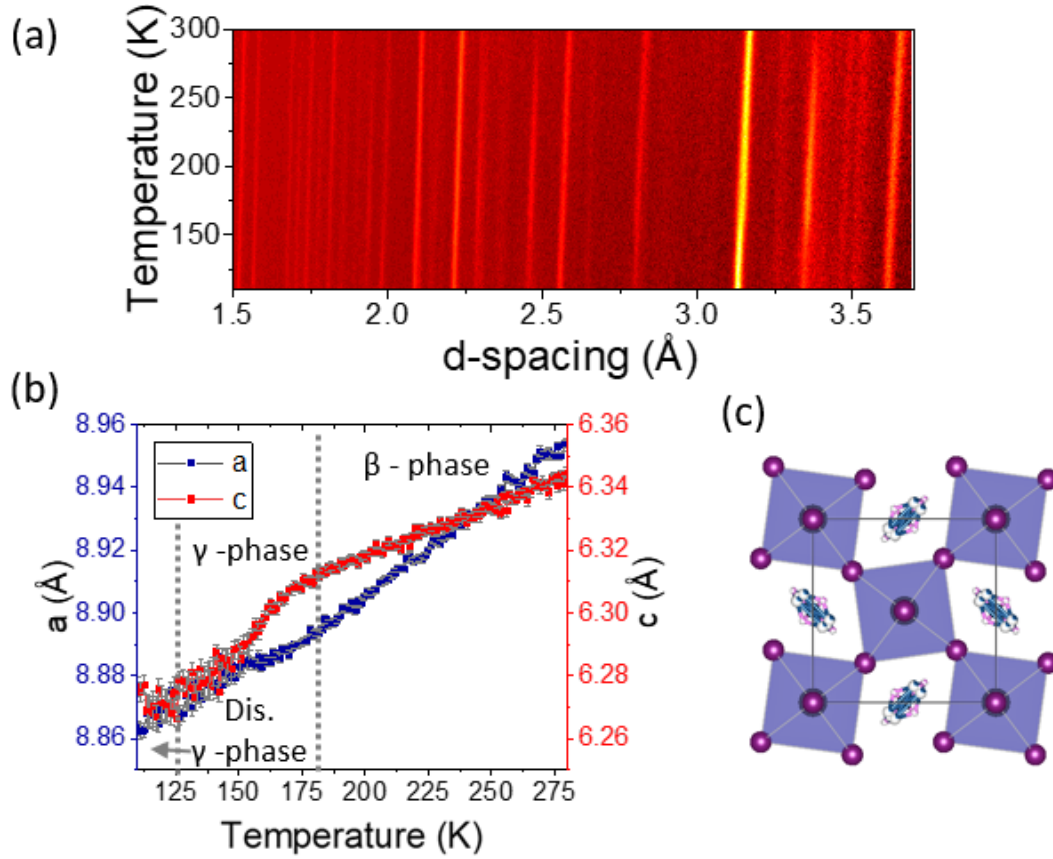 (a)
Temperature (K)
300
250
200
150
1.5
2.0
2.5
3.0
3.5
d-spacing (Å)
(b)
8.96
8.94
8.92
8.90
8.88
8.86
a (Å)
a
c
β - phase
γ -phase
Dis.
γ -phase
6.36
6.34
6.32
6.30
6.28
6.26
c (Å)
125
150
175
200
225
250
275
Temperature (K)
(c)